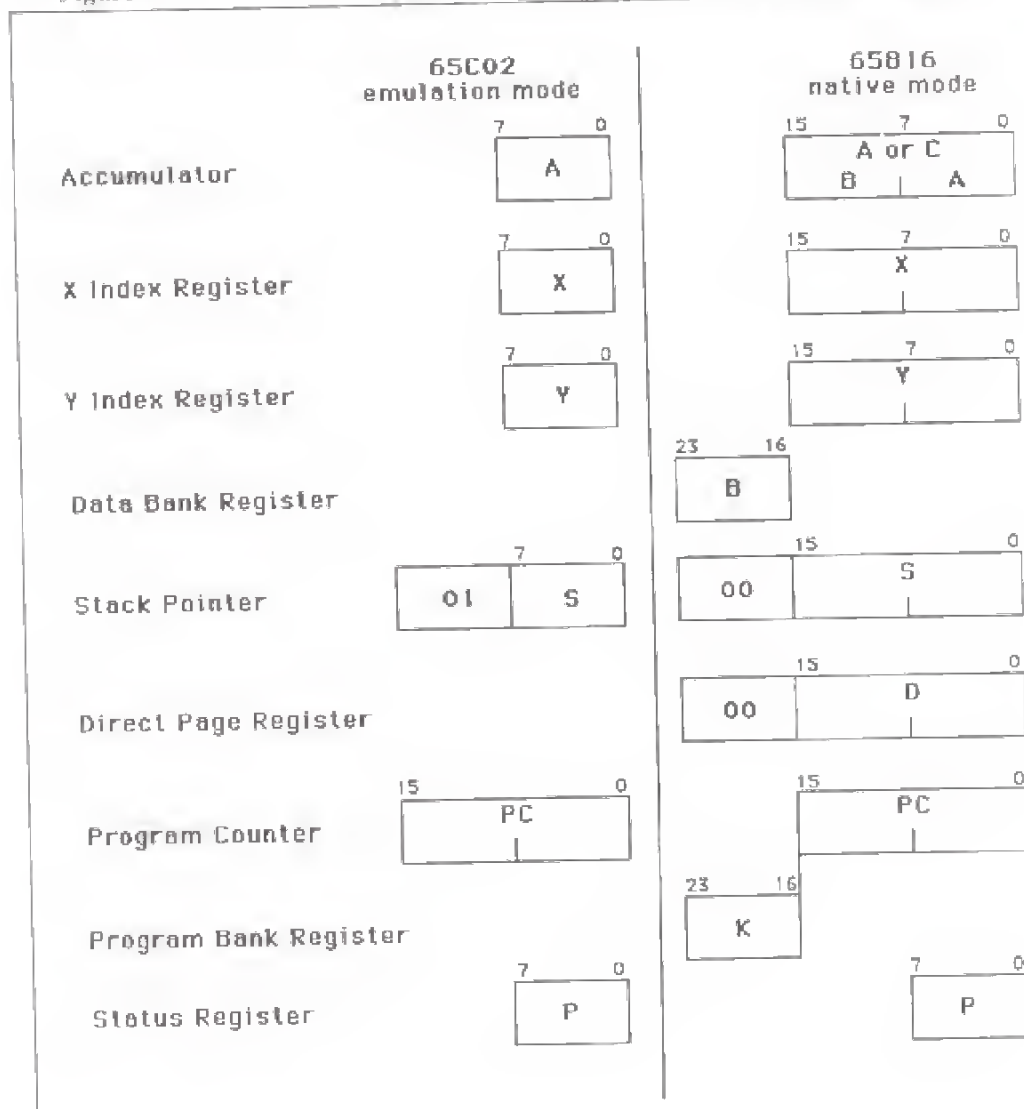 65C02
emulation mode
65816
native mode
7 0
15 7 0
Accumulator
A
A or C
B A
7 0
15 7 0
X Index Register
X
X
7 0
15 7 0
Y Index Register
Y
Y
23 16
Data Bank Register
B
7 0
15 0
Stack Pointer
01 S
00 S
15 0
Direct Page Register
00 D
15 0
15 0
Program Counter
PC
PC
23 16
Program Bank Register
K
7 0
7 0
Status Register
P
P